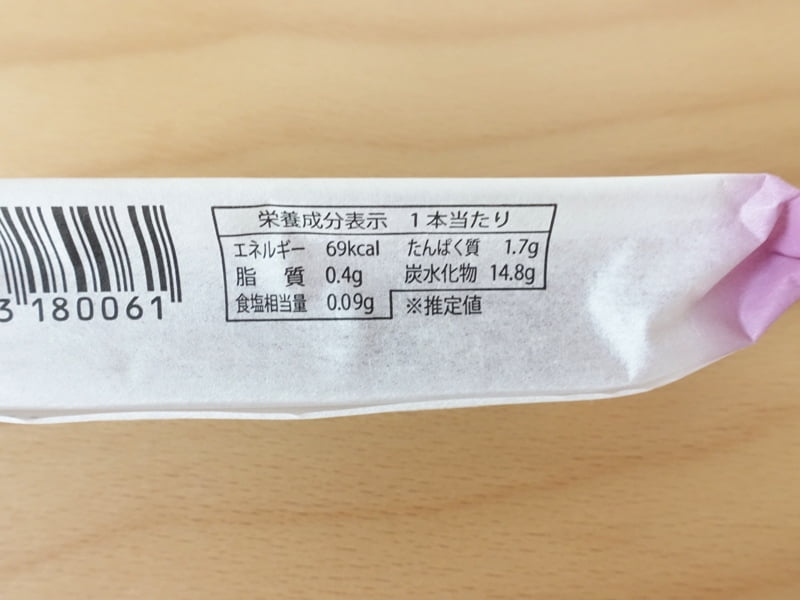 栄養成分表示 1本当たり
エネルギー 69kcal たんぱく質 1.7g
脂質 0.4g 炭水化物 14.8g
食塩相当量 0.09g ※推定値
3180061